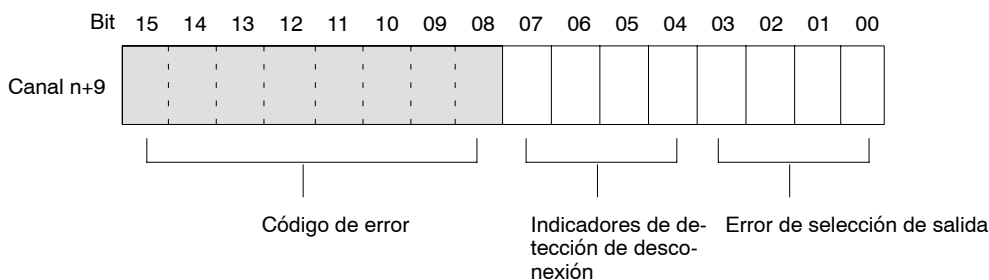 Bit 15 14 13 12 11 10 09 08 07 06 05 04 03 02 01 00
Canal n+9
Código de error
Indicadores de de-
tección de desco-
nexión
Error de selección de salida